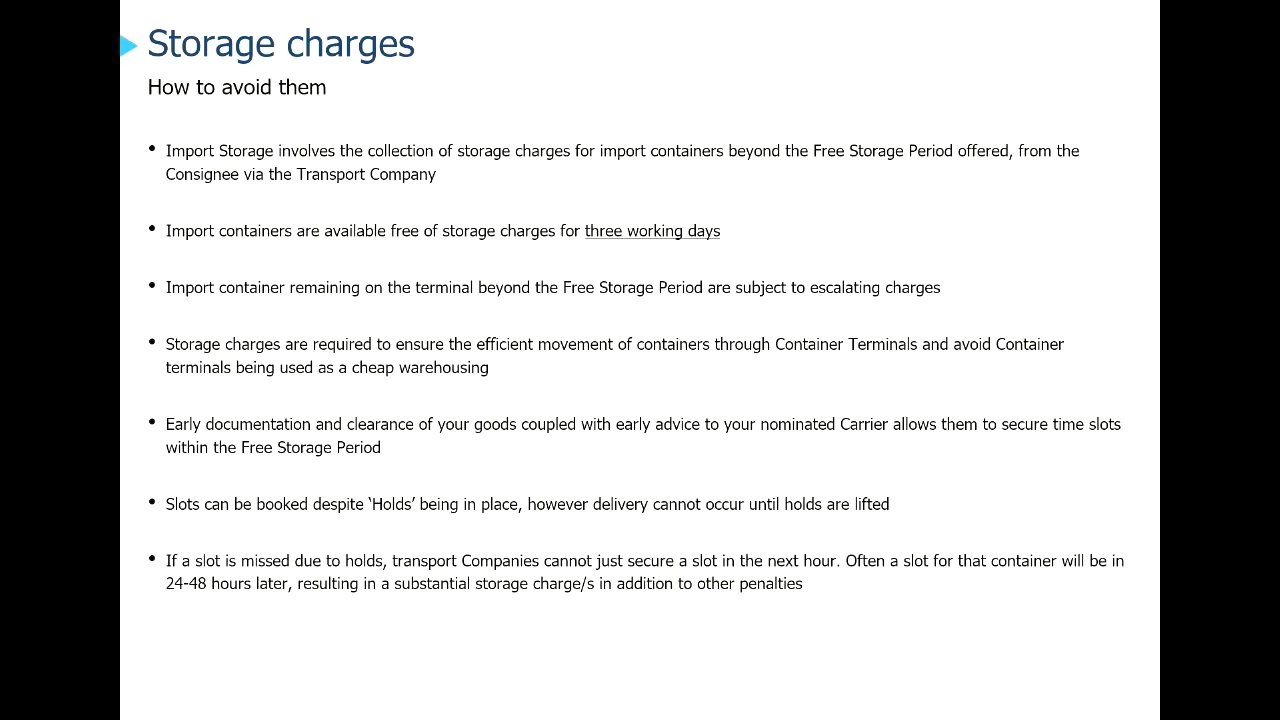 Storage charges
How to avoid them
• Import Storage involves the collection of storage charges for import containers beyond the Free Storage Period offered, from the
Consignee via the Transport Company
• Import containers are available free of storage charges for three working days
• Import container remaining on the terminal beyond the Free Storage Period are subject to escalating charges
• Storage charges are required to ensure the efficient movement of containers through Container Terminals and avoid Container
terminals being used as a cheap warehousing
• Early documentation and clearance of your goods coupled with early advice to your nominated Carrier allows them to secure time slots
within the Free Storage Period
• Slots can be booked despite ‘Holds’ being in place, however delivery cannot occur until holds are lifted
• If a slot is missed due to holds, transport Companies cannot just secure a slot in the next hour. Often a slot for that container will be in
24-48 hours later, resulting in a substantial storage charge/s in addition to other penalties